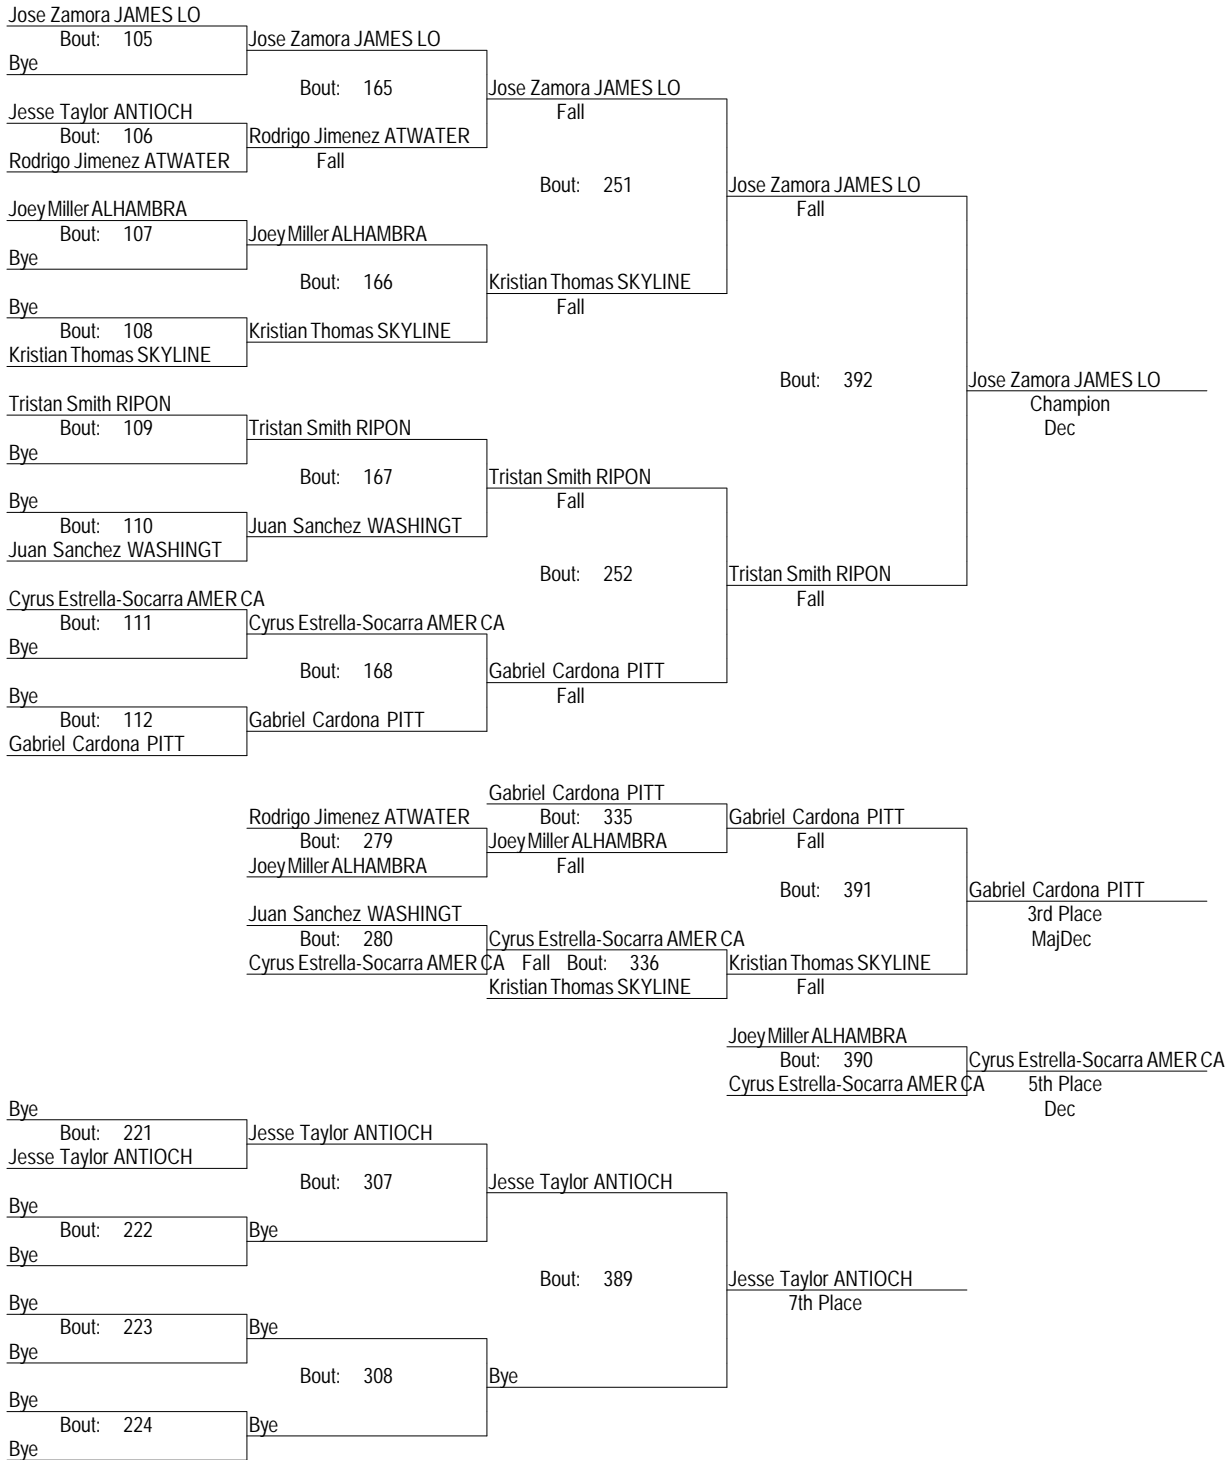 Jose Zamora JAMES LO
Bout: 105
Jose Zamora JAMES LO
Bye
Bout: 165
Jose Zamora JAMES LO
Jesse Taylor ANTIOCH
Fall
Bout: 106
Rodrigo Jimenez ATWATER
Rodrigo Jimenez ATWATER
Fall
Bout: 251
Jose Zamora JAMES LO
Joey Miller ALHAMBRA
Fall
Bout: 107
Joey Miller ALHAMBRA
Bye
Bout: 166
Kristian Thomas SKYLINE
Bye
Fall
Bout: 108
Kristian Thomas SKYLINE
Kristian Thomas SKYLINE
Bout: 392
Jose Zamora JAMES LO
Tristan Smith RIPON
Champion
Bout: 109
Tristan Smith RIPON
Dec
Bye
Bout: 167
Tristan Smith RIPON
Bye
Fall
Bout: 110
Juan Sanchez WASHINGT
Juan Sanchez WASHINGT
Bout: 252
Tristan Smith RIPON
Cyrus Estrella-Socarra AMER CA
Fall
Bout: 111
Cyrus Estrella-Socarra AMER CA
Bye
Bout: 168
Gabriel Cardona PITT
Bye
Fall
Bout: 112
Gabriel Cardona PITT
Gabriel Cardona PITT
Gabriel Cardona PITT
Rodrigo Jimenez ATWATER
Bout: 335
Gabriel Cardona PITT
Bout: 279
Joey Miller ALHAMBRA
Fall
Joey Miller ALHAMBRA
Fall
Bout: 391
Gabriel Cardona PITT
Juan Sanchez WASHINGT
3rd Place
Bout: 280
Cyrus Estrella-Socarra AMER CA
MajDec
Cyrus Estrella-Socarra AMER CA
Fall
Bout: 336
Kristian Thomas SKYLINE
Kristian Thomas SKYLINE
Fall
Joey Miller ALHAMBRA
Bout: 390
Cyrus Estrella-Socarra AMER CA
Cyrus Estrella-Socarra AMER CA
5th Place
Dec
Bye
Bout: 221
Jesse Taylor ANTIOCH
Jesse Taylor ANTIOCH
Bout: 307
Jesse Taylor ANTIOCH
Bye
Bout: 222
Bye
Bye
Bout: 389
Jesse Taylor ANTIOCH
Bye
7th Place
Bout: 223
Bye
Bye
Bout: 308
Bye
Bye
Bout: 224
Bye
Bye